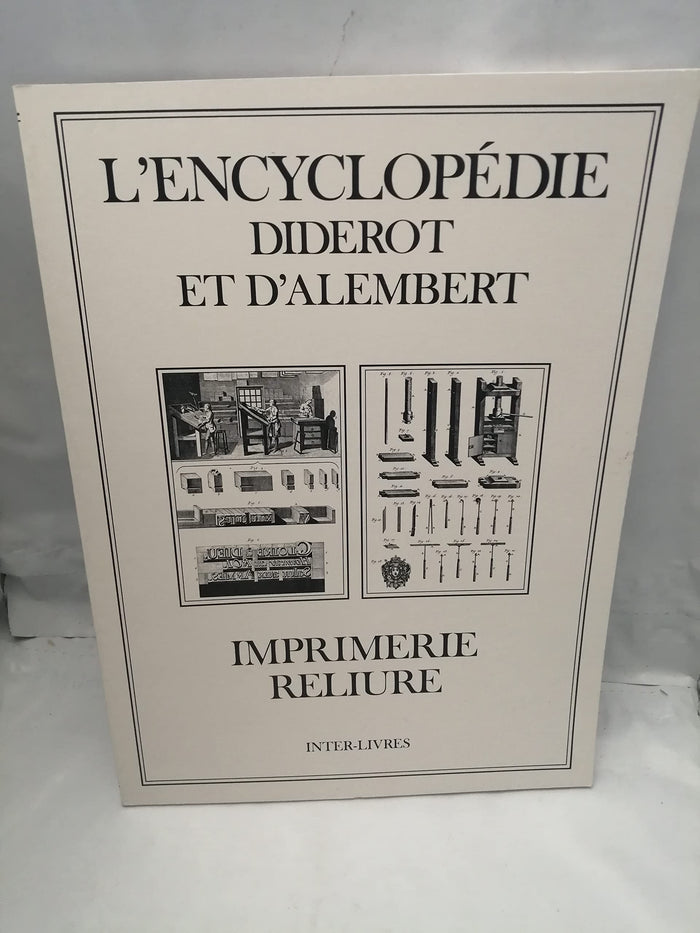 L'ENCYCLOPÉDIE
DIDEROT
ET D'ALEMBERT
IMPRIMERIE
RELIURE
INTER-LIVRES